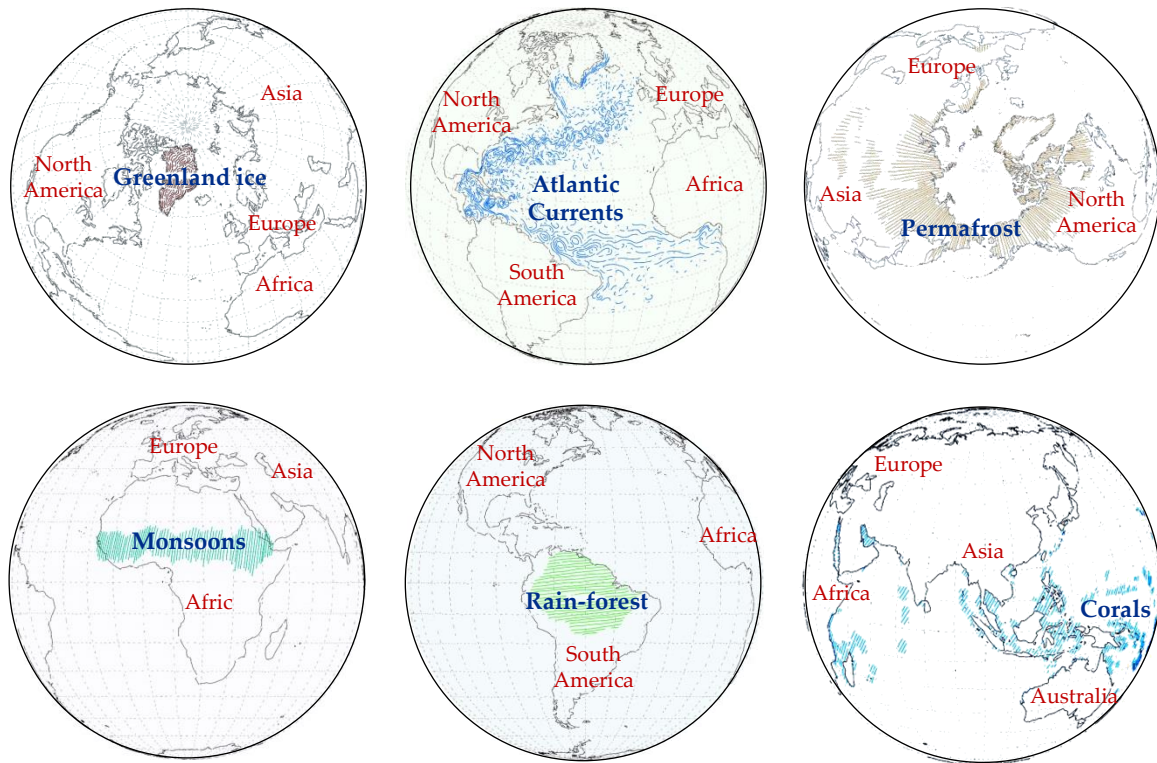 Asia
North
America
Greenland ice
Europe
Africa
North
America
Europe
Atlantic
Currents
Africa
South
America
Europe
Asia
North
America
Permafrost
Europe
Asia
Monsoons
Afric
North
America
Africa
Rain-forest
South
America
Europe
Asia
Africa
Corals
Australia